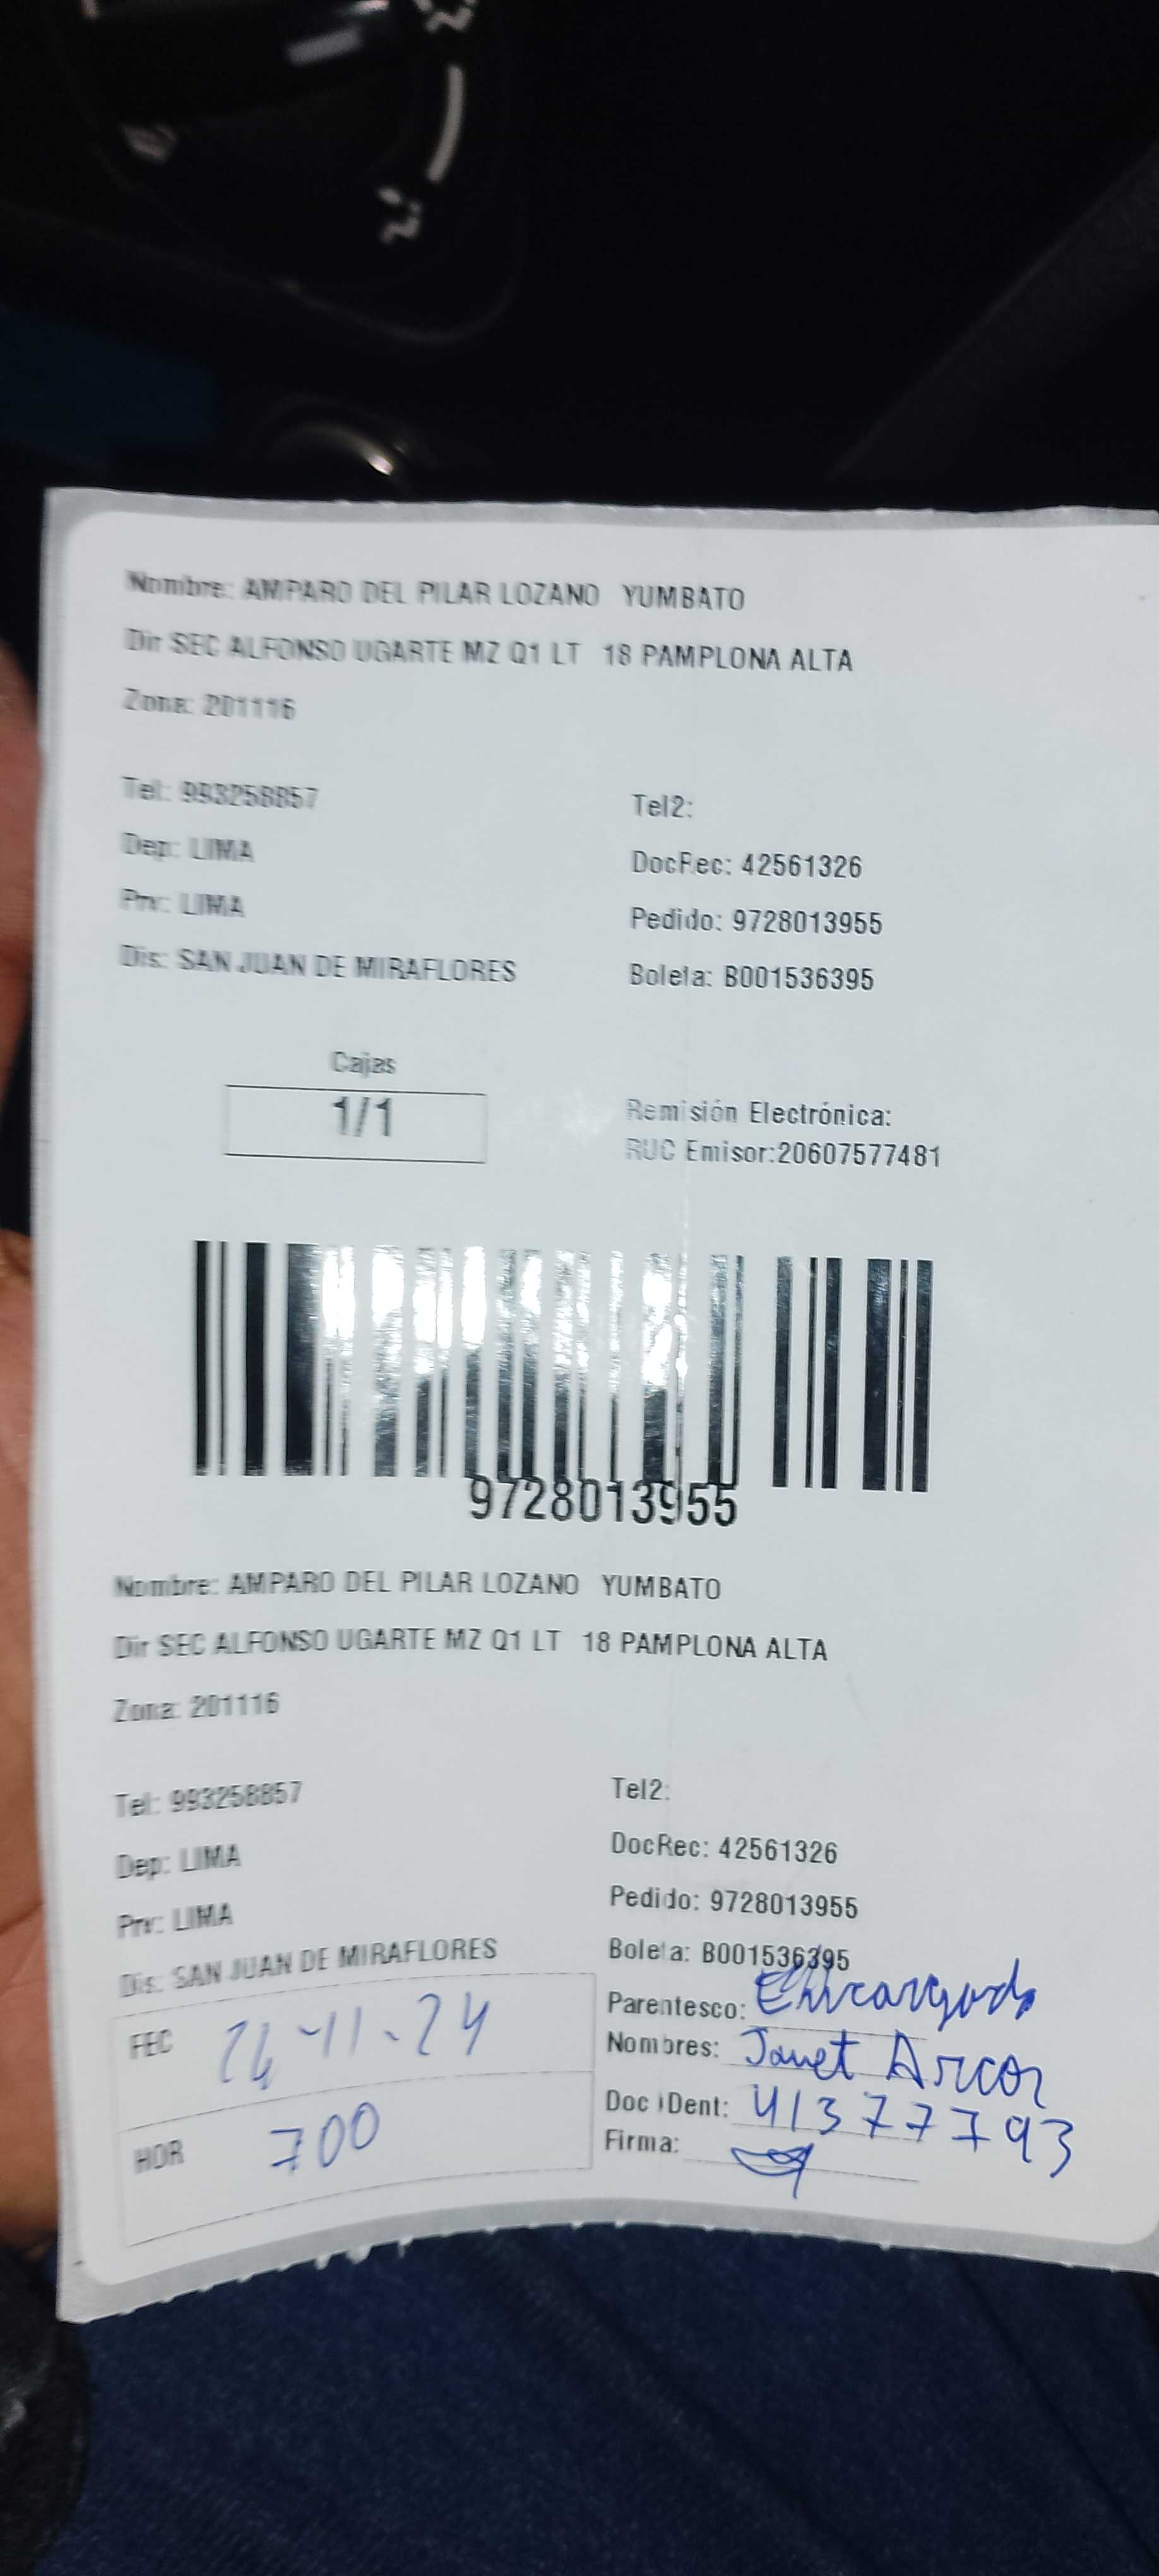 Nombre: AMPARO DEL PILAR LOZANO YUMBATO
Dir SEC ALFONSO UGARTE MZ Q1 LT 18 PAMPLONA ALTA
Zona: 201116
Tel: 993258857 Tel2:
Dep: LIMA DocRec: 42561326
Prv: LIMA Pedido: 9728013955
Dis: SAN JUAN DE MIRAFLORES Boleta: B001536395
Cajas
1/1
Remisión Electrónica:
RUC Emisor:20607577481
9728013955
Nombre: AMPARO DEL PILAR LOZANO YUMBATO
Dir SEC ALFONSO UGARTE MZ Q1 LT 18 PAMPLONA ALTA
Zona: 201116
Tel: 993258857 Tel2:
Dep: LIMA DocRec: 42561326
Prv: LIMA Pedido: 9728013955
Dis: SAN JUAN DE MIRAFLORES Boleta: B001536395
FEC
HOR 700
Parentesco: Encargado
Nombres: Janet Arcos
Doc iDent: 41377793
Firma: